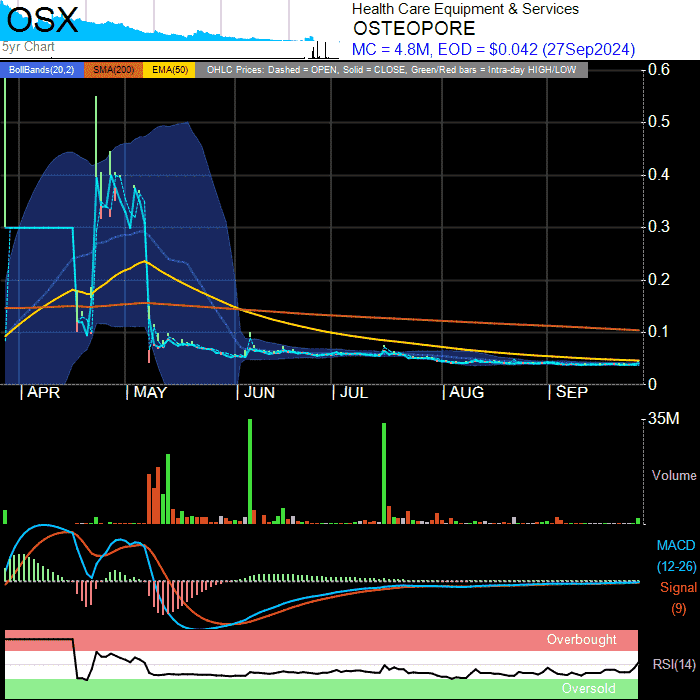 OSX
Health Care Equipment & Services
OSTEOPORE
5yr Chart
MC = 4.8M, EOD = $0.042 (27Sep2024)
BollBands(20,2) SMA(200) EMA(50) OHLC Prices: Dashed = OPEN, Solid = CLOSE, Green/Red bars = Intra-day HIGH/LOW
0.6
0.5
0.4
0.3
0.2
0.1
0
APR MAY JUN JUL AUG SEP
35M
Volume
MACD
(12-26)
Signal
(9)
Overbought
RSI(14)
Oversold